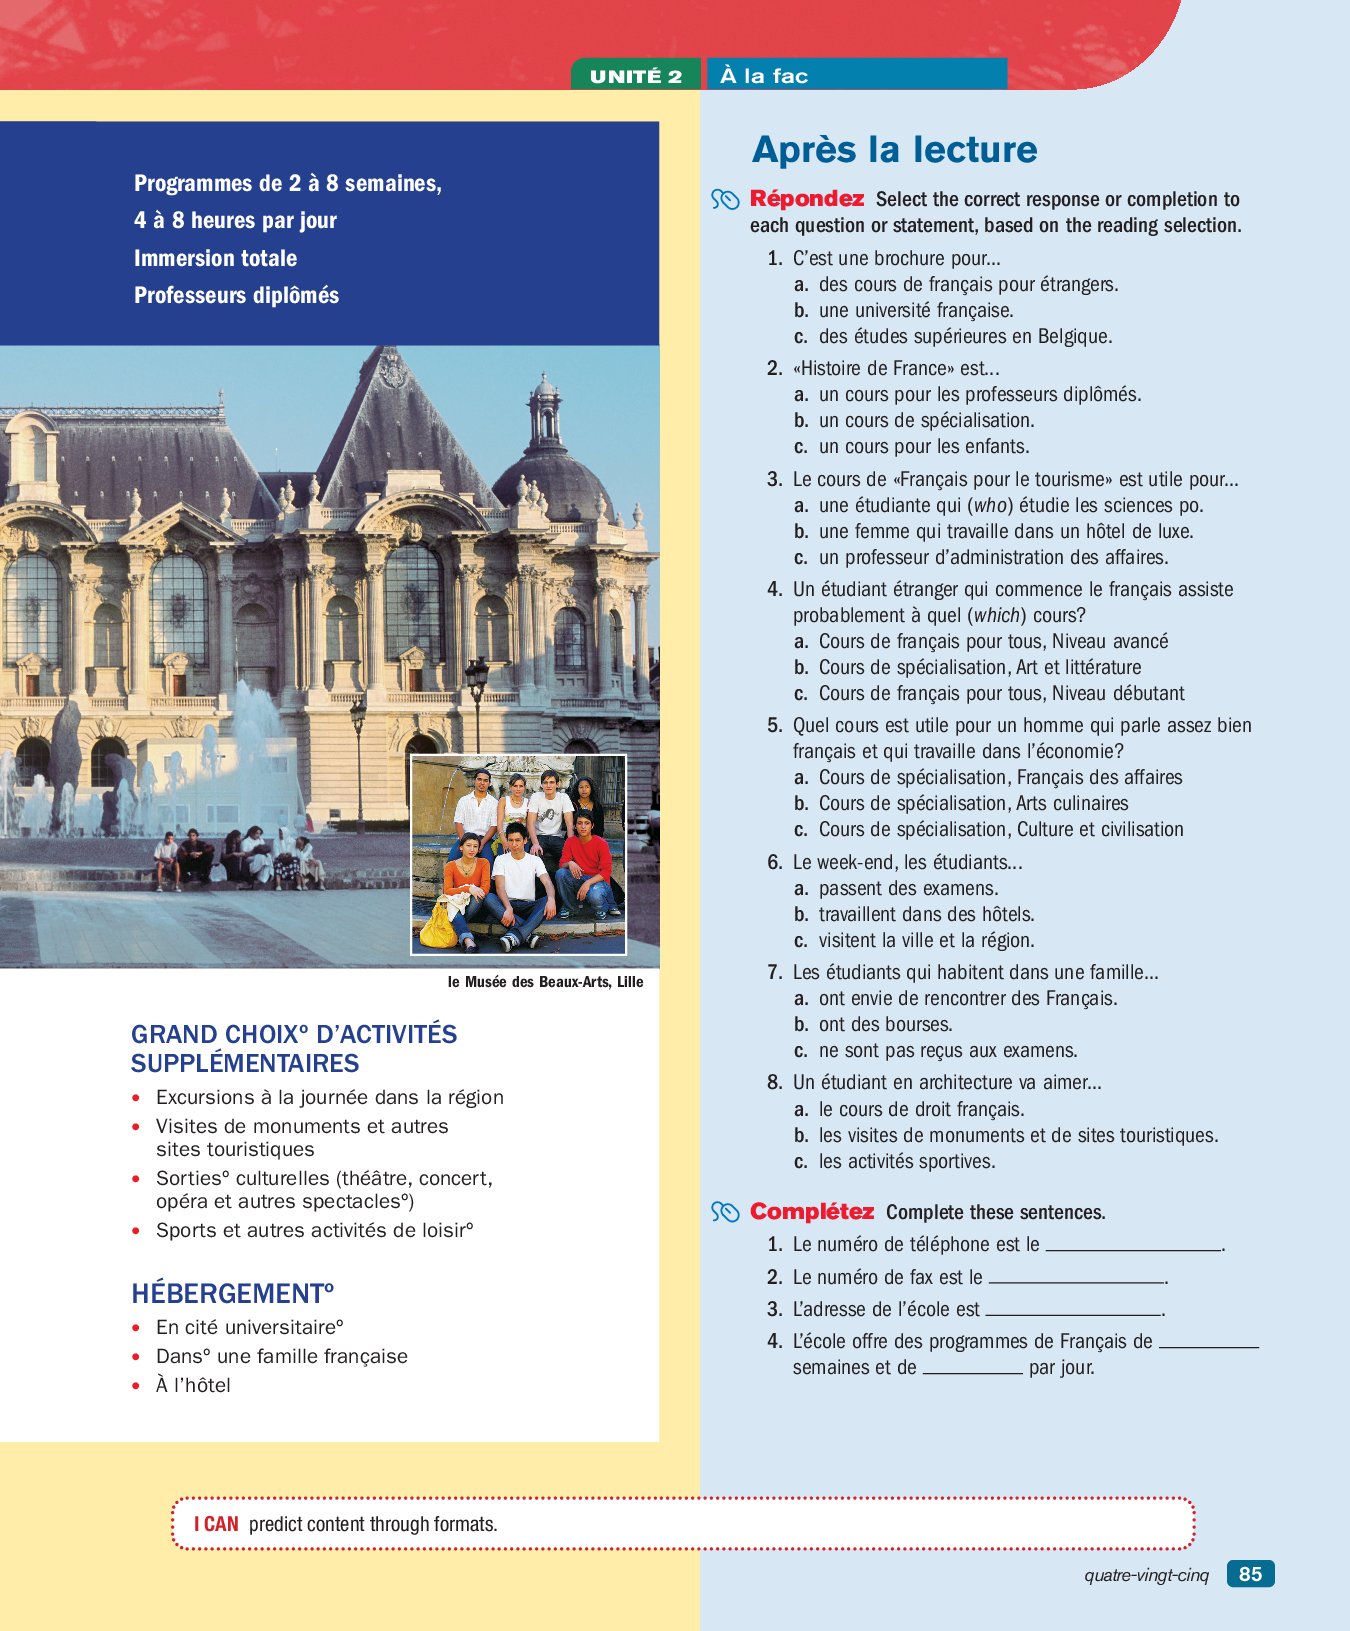 UNITÉ 2 À la fac
Programmes de 2 à 8 semaines,
4 à 8 heures par jour
Immersion totale
Professeurs diplômés
le Musée des Beaux-Arts, Lille
GRAND CHOIXº D’ACTIVITÉS
SUPPLÉMENTAIRES
• Excursions à la journée dans la région
• Visites de monuments et autres
sites touristiques
• Sortiesº culturelles (théâtre, concert,
opéra et autres spectaclesº)
• Sports et autres activités de loisirº
HÉBERGEMENTº
• En cité universitaireº
• Dansº une famille française
• À l’hôtel
Après la lecture
Répondez Select the correct response or completion to
each question or statement, based on the reading selection.
1. C’est une brochure pour...
a. des cours de français pour étrangers.
b. une université française.
c. des études supérieures en Belgique.
2. «Histoire de France» est...
a. un cours pour les professeurs diplômés.
b. un cours de spécialisation.
c. un cours pour les enfants.
3. Le cours de «Français pour le tourisme» est utile pour...
a. une étudiante qui (who) étudie les sciences po.
b. une femme qui travaille dans un hôtel de luxe.
c. un professeur d’administration des affaires.
4. Un étudiant étranger qui commence le français assiste
probablement à quel (which) cours?
a. Cours de français pour tous, Niveau avancé
b. Cours de spécialisation, Art et littérature
c. Cours de français pour tous, Niveau débutant
5. Quel cours est utile pour un homme qui parle assez bien
français et qui travaille dans l’économie?
a. Cours de spécialisation, Français des affaires
b. Cours de spécialisation, Arts culinaires
c. Cours de spécialisation, Culture et civilisation
6. Le week-end, les étudiants...
a. passent des examens.
b. travaillent dans des hôtels.
c. visitent la ville et la région.
7. Les étudiants qui habitent dans une famille...
a. ont envie de rencontrer des Français.
b. ont des bourses.
c. ne sont pas reçus aux examens.
8. Un étudiant en architecture va aimer...
a. le cours de droit français.
b. les visites de monuments et de sites touristiques.
c. les activités sportives.
Complétez Complete these sentences.
1. Le numéro de téléphone est le ________________.
2. Le numéro de fax est le ________________.
3. L’adresse de l’école est ________________.
4. L’école offre des programmes de Français de _________
semaines et de _________ par jour.
I CAN predict content through formats.
quatre-vingt-cinq 85